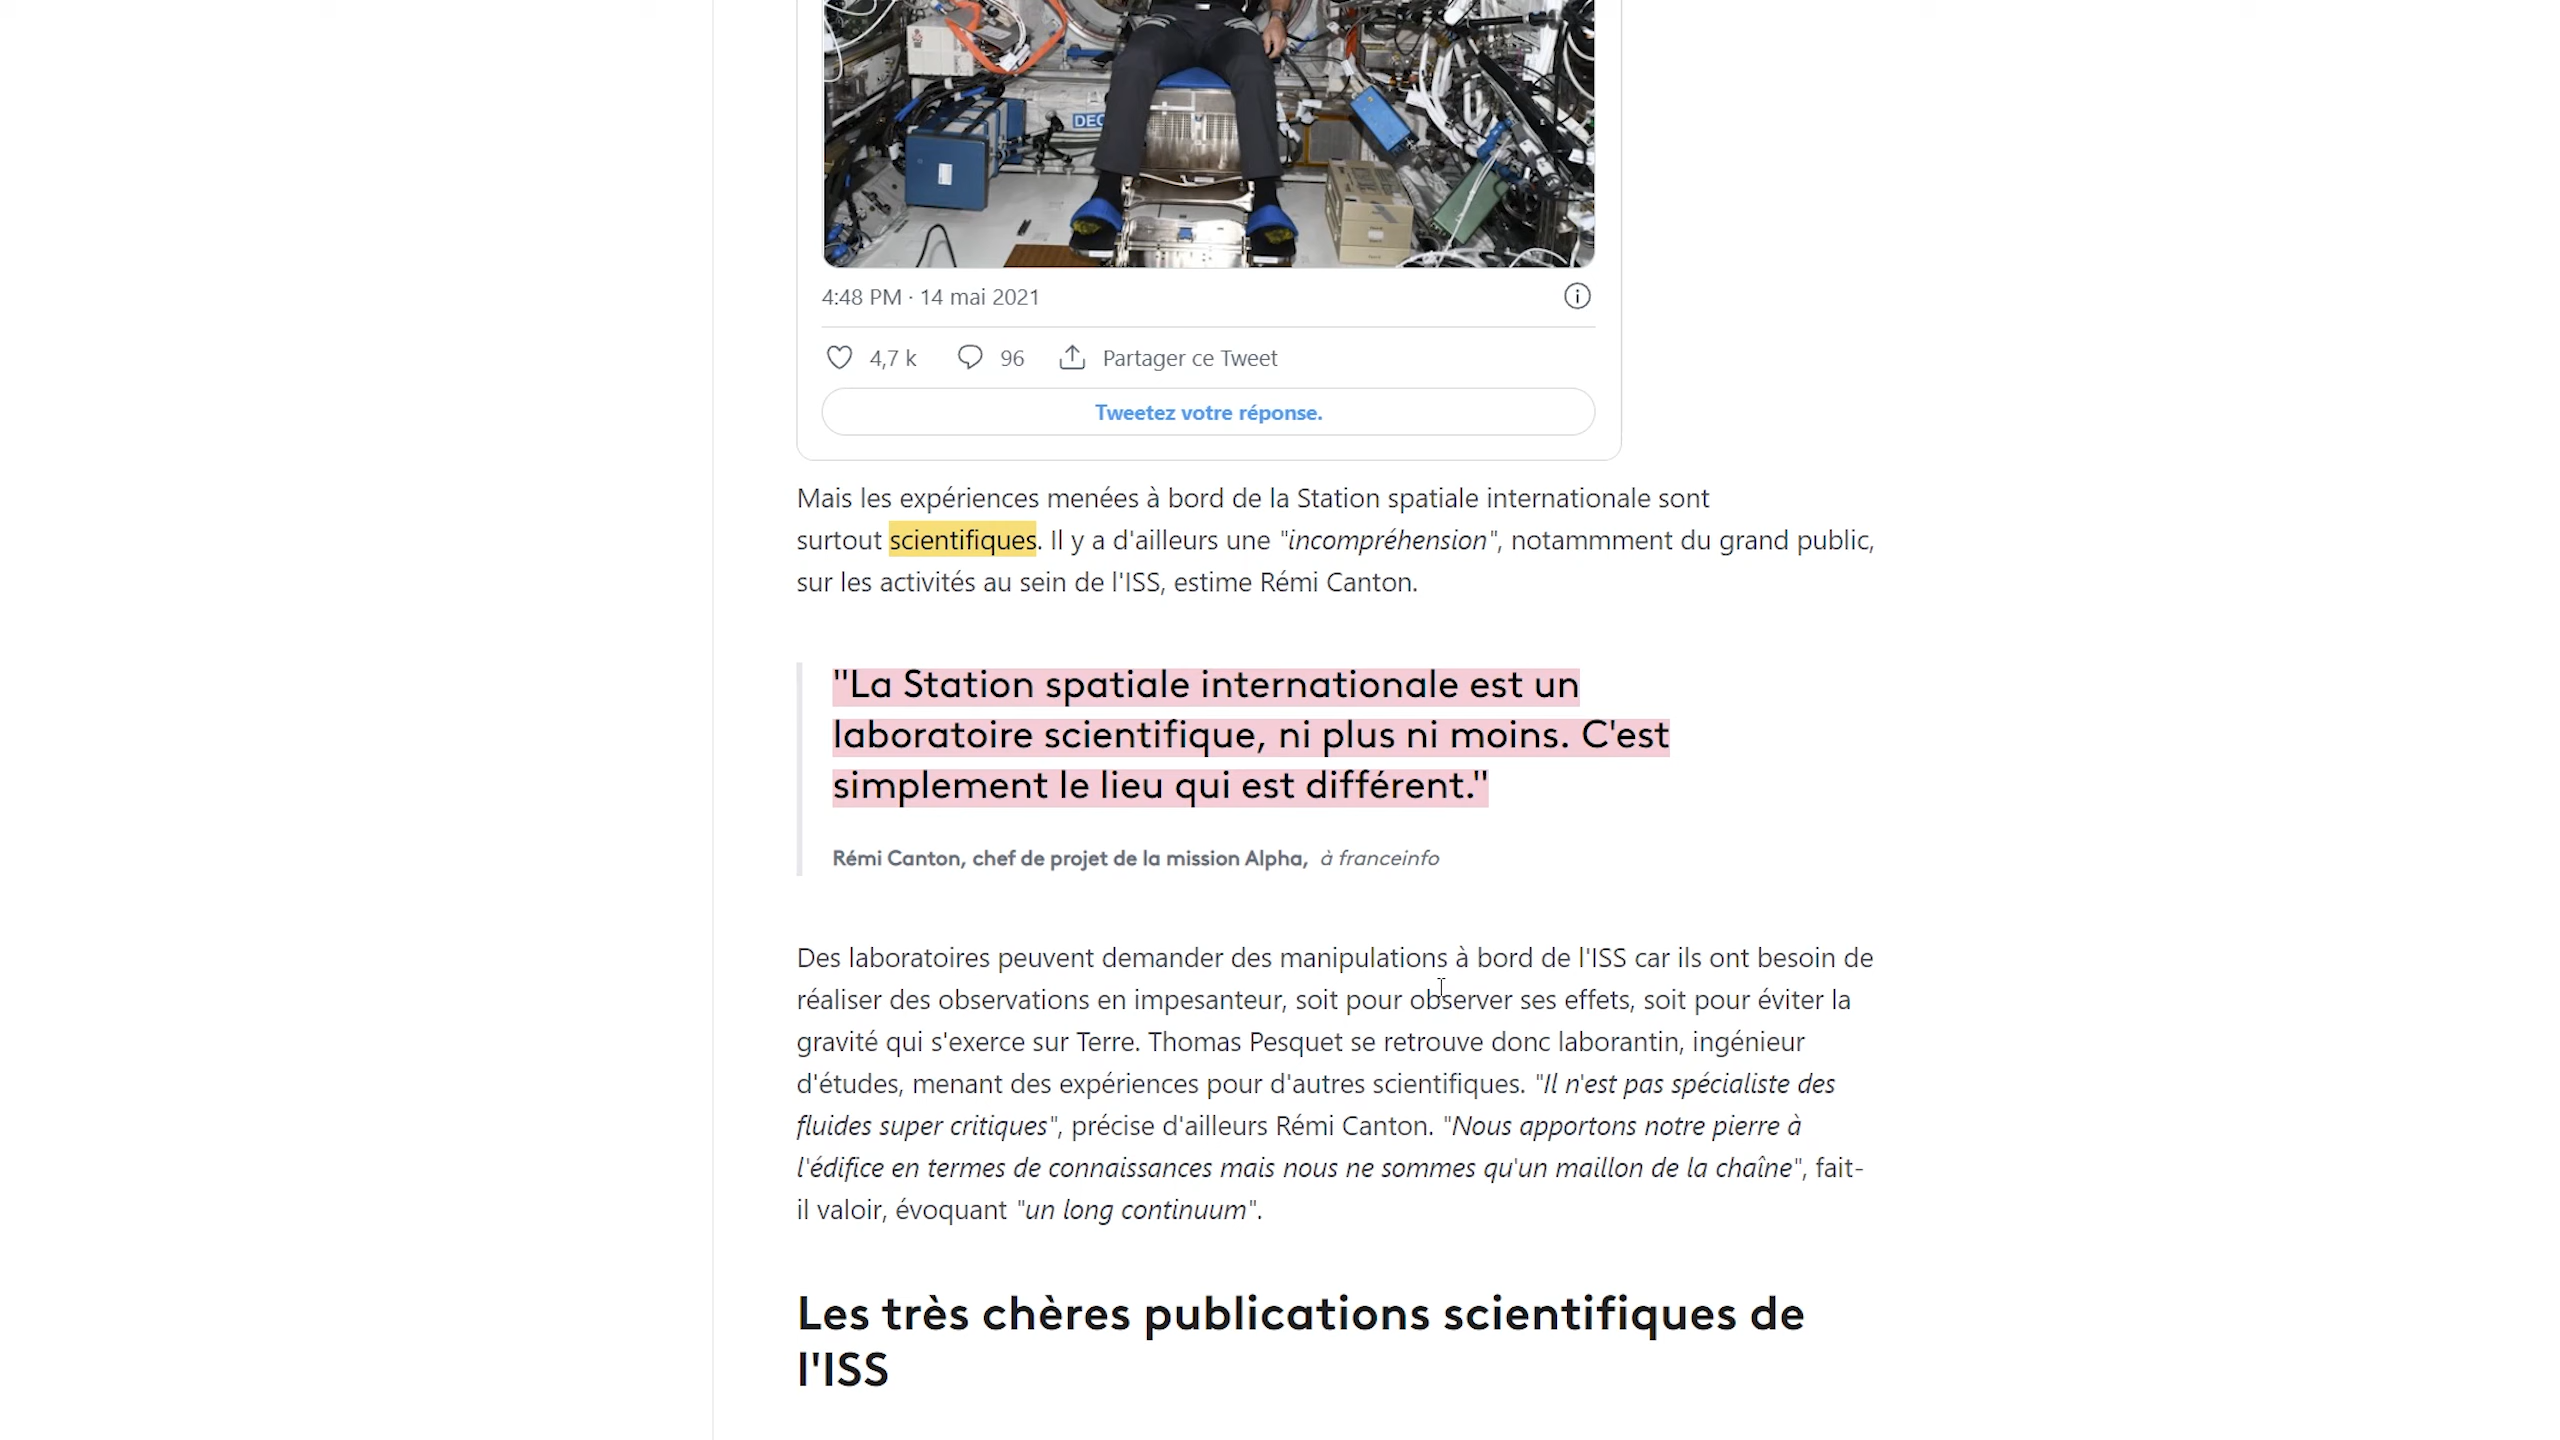 DEC
4:48 PM · 14 mai 2021
4,7 k 96 Partager ce Tweet
Tweetez votre réponse.
Mais les expériences menées à bord de la Station spatiale internationale sont
surtout scientifiques. Il y a d'ailleurs une "incompréhension", notammment du grand public,
sur les activités au sein de l'ISS, estime Rémi Canton.
"La Station spatiale internationale est un
laboratoire scientifique, ni plus ni moins. C'est
simplement le lieu qui est différent."
Rémi Canton, chef de projet de la mission Alpha, à franceinfo
Des laboratoires peuvent demander des manipulations à bord de l'ISS car ils ont besoin de
réaliser des observations en impesanteur, soit pour observer ses effets, soit pour éviter la
gravité qui s'exerce sur Terre. Thomas Pesquet se retrouve donc laborantin, ingénieur
d'études, menant des expériences pour d'autres scientifiques. "Il n'est pas spécialiste des
fluides super critiques", précise d'ailleurs Rémi Canton. "Nous apportons notre pierre à
l'édifice en termes de connaissances mais nous ne sommes qu'un maillon de la chaîne", fait-
il valoir, évoquant "un long continuum".
Les très chères publications scientifiques de
l'ISS